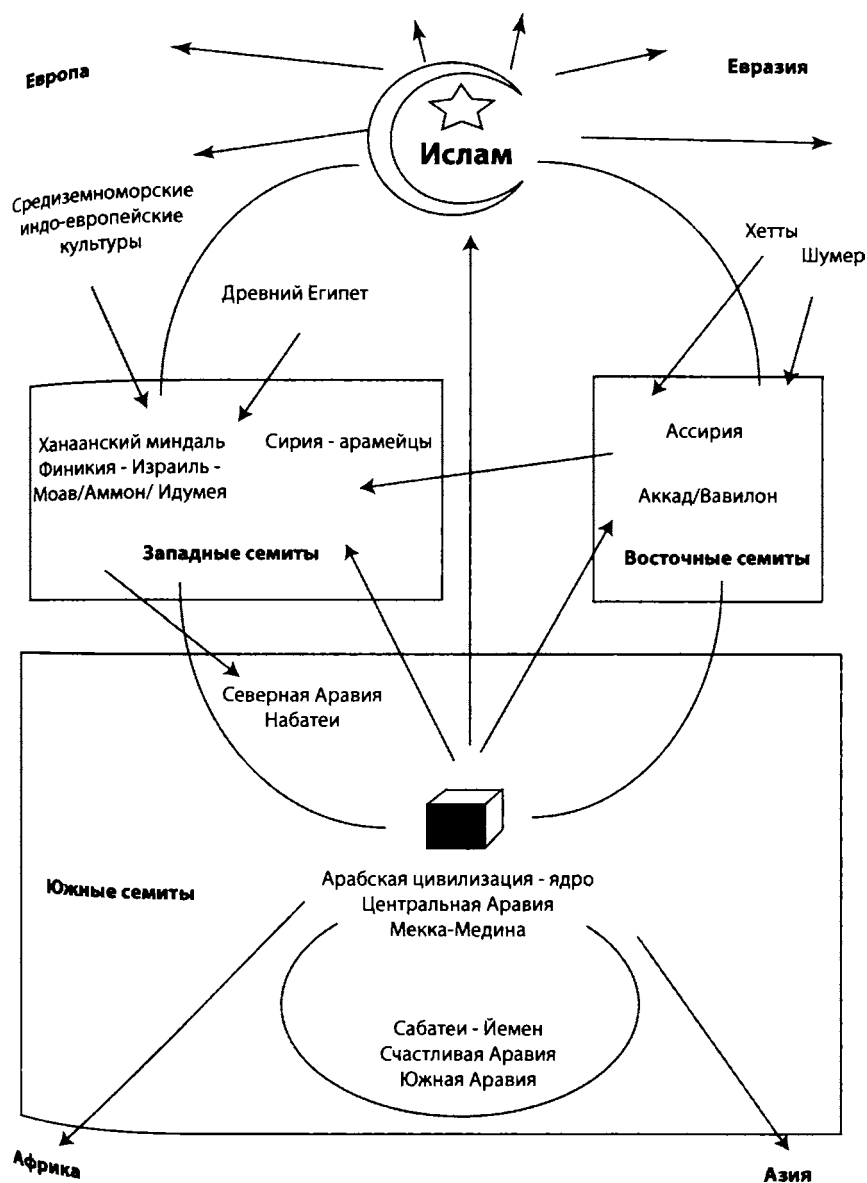 Европа
Евразия
Ислам
Средиземноморские
индо-европейские
культуры
Хетты
Шумер
Древний Египет
Ханаанский миндаль
Финикия - Израиль -
Моав/Аммон/ Идумея
Сирия - арамейцы
Западные семиты
Ассирия
Аккад/Вавилон
Восточные семиты
Северная Аравия
Набатеи
Южные семиты
Арабская цивилизация - ядро
Центральная Аравия
Мекка-Медина
Сабатеи - Йемен
Счастливая Аравия
Южная Аравия
Африка
Азия